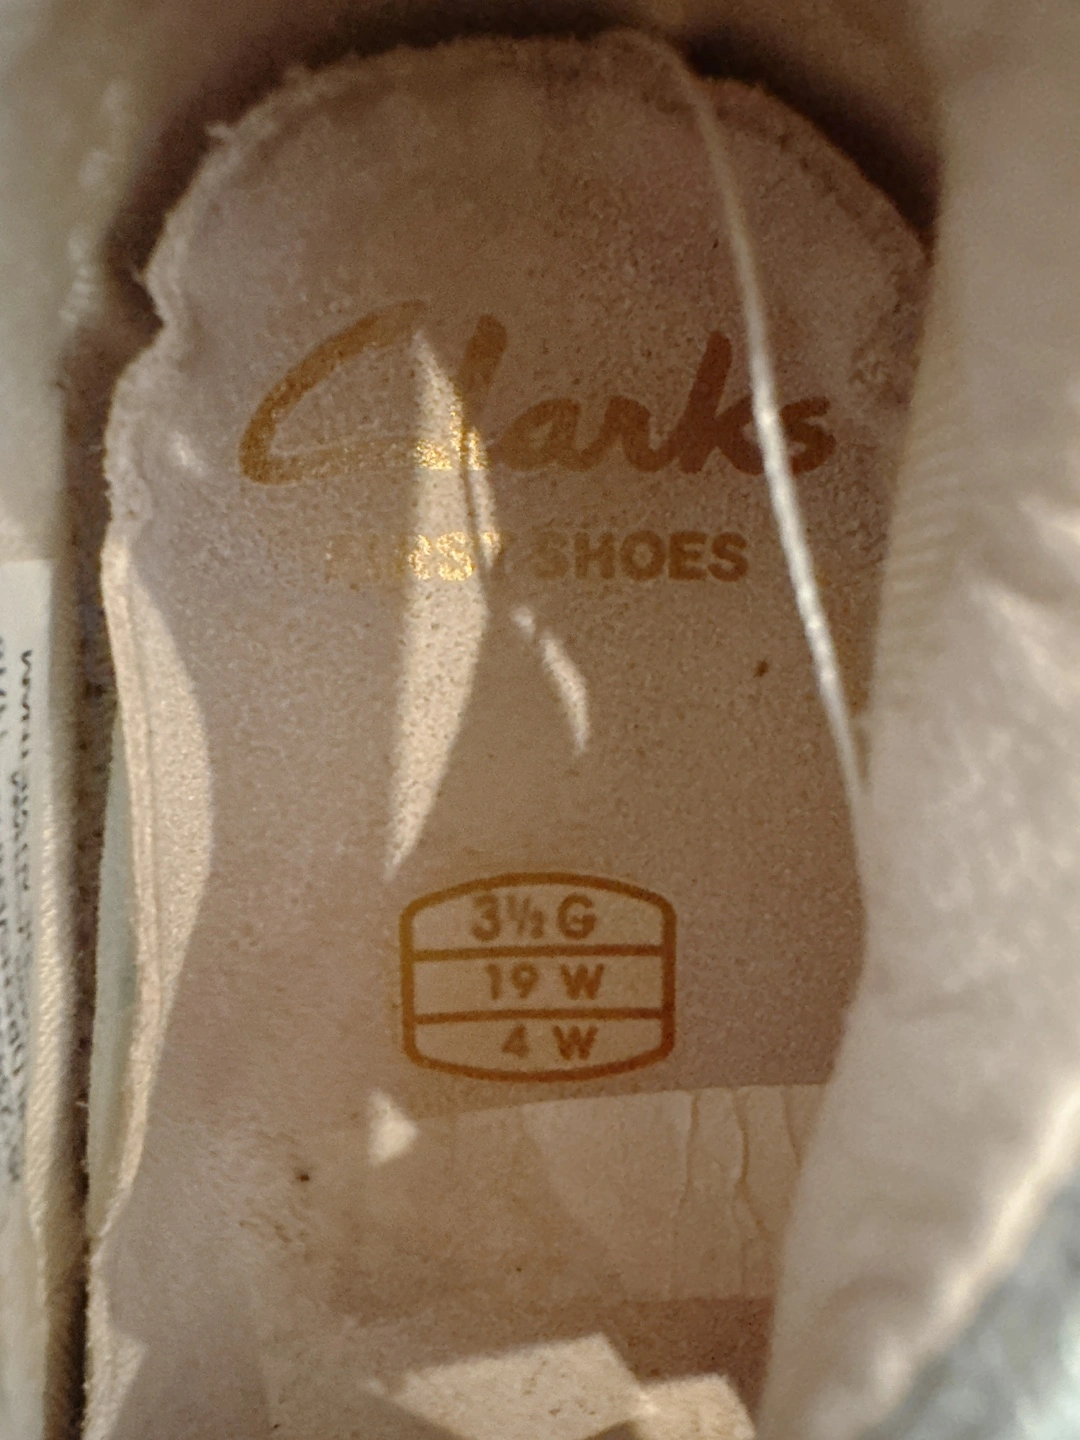 Clarks
FIRST SHOES
3½ G
19 W
4 W